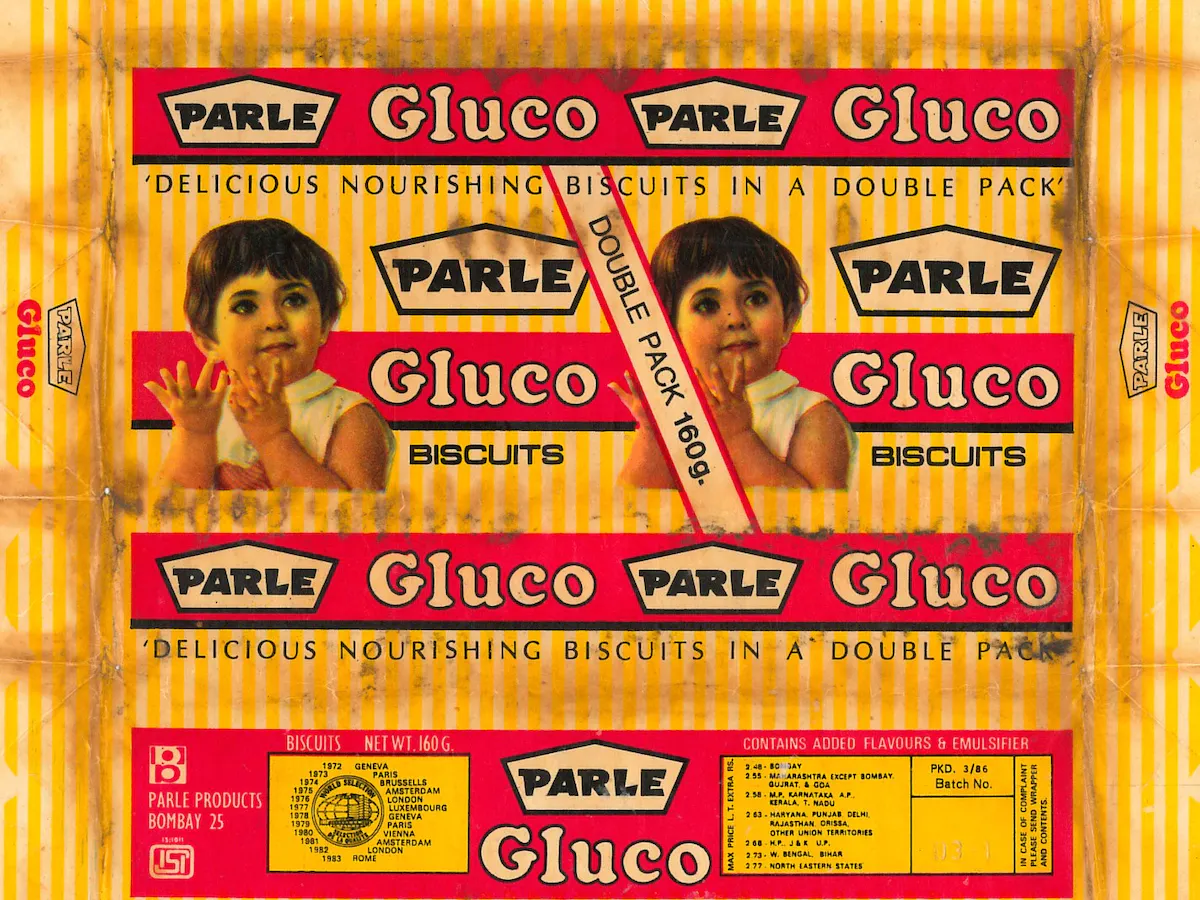 PARLE Gluco PARLE Gluco
'DELICIOUS NOURISHING BISCUITS IN A DOUBLE PACK'
PARLE
Gluco
BISCUITS
DOUBLE PACK 160g.
PARLE
Gluco
BISCUITS
PARLE
Gluco
PARLE
Gluco
PARLE Gluco PARLE Gluco
'DELICIOUS NOURISHING BISCUITS IN A DOUBLE PACK
PARLE PRODUCTS
BOMBAY 25
ISI
BISCUITS NET WT. 160 G.
1972 GENEVA
1973 PARIS
1974 BRUSSELLS
1975 AMSTERDAM
1976 LONDON
1977 LUXEMBOURG
1978 GENEVA
1979 PARIS
1980 VIENNA
1981 AMSTERDAM
1982 LONDON
1983 ROME
WORLD SELECTION
PARLE
Gluco
CONTAINS ADDED FLAVOURS & EMULSIFIER
MAX PRICE L. T. EXTRA RS.
2·48 - BOMBAY
2·55 - MAHARASHTRA EXCEPT BOMBAY.
GUJRAT, & GOA
2·58 - M.P. KARNATAKA A.P.
KERALA, T. NADU
2·63 - HARYANA. PUNJAB. DELHI,
RAJASTHAN. ORISSA,
OTHER UNION TERRITORIES
2·68 - H.P., J & K U.P.
2·73 - W. BENGAL, BIHAR
2·77 - NORTH EASTERN STATES
PKD. 3/86
Batch No.
IN CASE OF COMPLAINT
PLEASE SEND WRAPPER
AND CONTENTS.